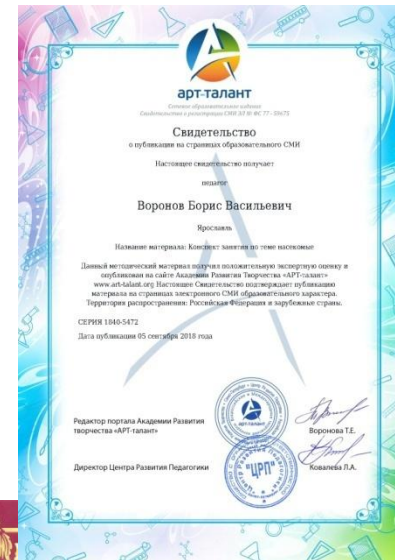 арт-талант
Сетевое образовательное издание
Свидетельство о регистрации СМИ ЭЛ № ФС 77 - 59675
Свидетельство
о публикации на страницах образовательного СМИ
Настоящее свидетельство получает
педагог
Воронов Борис Васильевич
Ярославль
Название материала: Конспект занятия по теме насекомые
Данный методический материал получил положительную экспертную оценку и
опубликован на сайте Академии Развития Творчества «АРТ-талант»
www.art-talant.org Настоящее Свидетельство подтверждает публикацию
материала на страницах электронного СМИ образовательного характера.
Территория распространения: Российская Федерация и зарубежные страны.
СЕРИЯ 1840-5472
Дата публикации 05 сентября 2018 года
Редактор портала Академии Развития
творчества «АРТ-талант»
Воронова Т.Е.
Директор Центра Развития Педагогики
"ЦРП"
Ковалева Л.А.